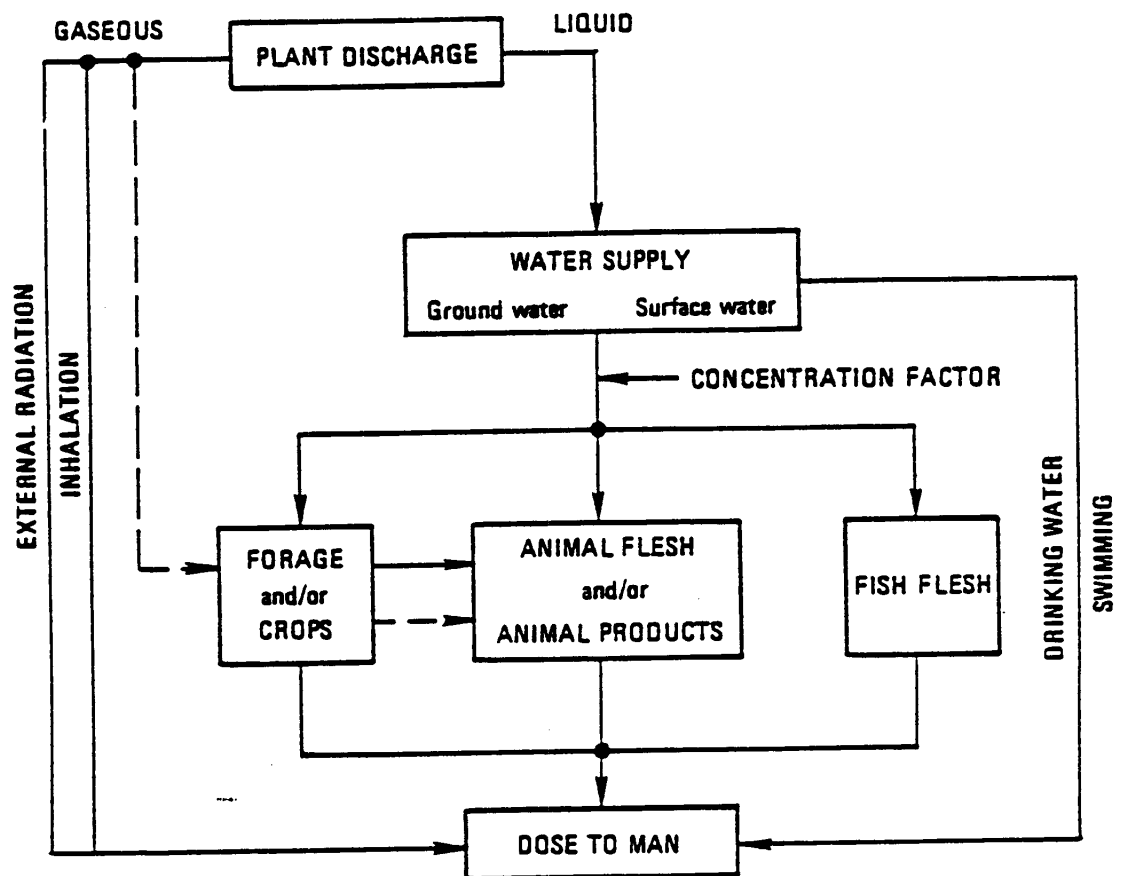 GASEOUS
PLANT DISCHARGE
LIQUID
WATER SUPPLY
Ground water Surface water
CONCENTRATION FACTOR
EXTERNAL RADIATION
INHALATION
FORAGE
and/or
CROPS
ANIMAL FLESH
and/or
ANIMAL PRODUCTS
FISH FLESH
DRINKING WATER
SWIMMING
DOSE TO MAN